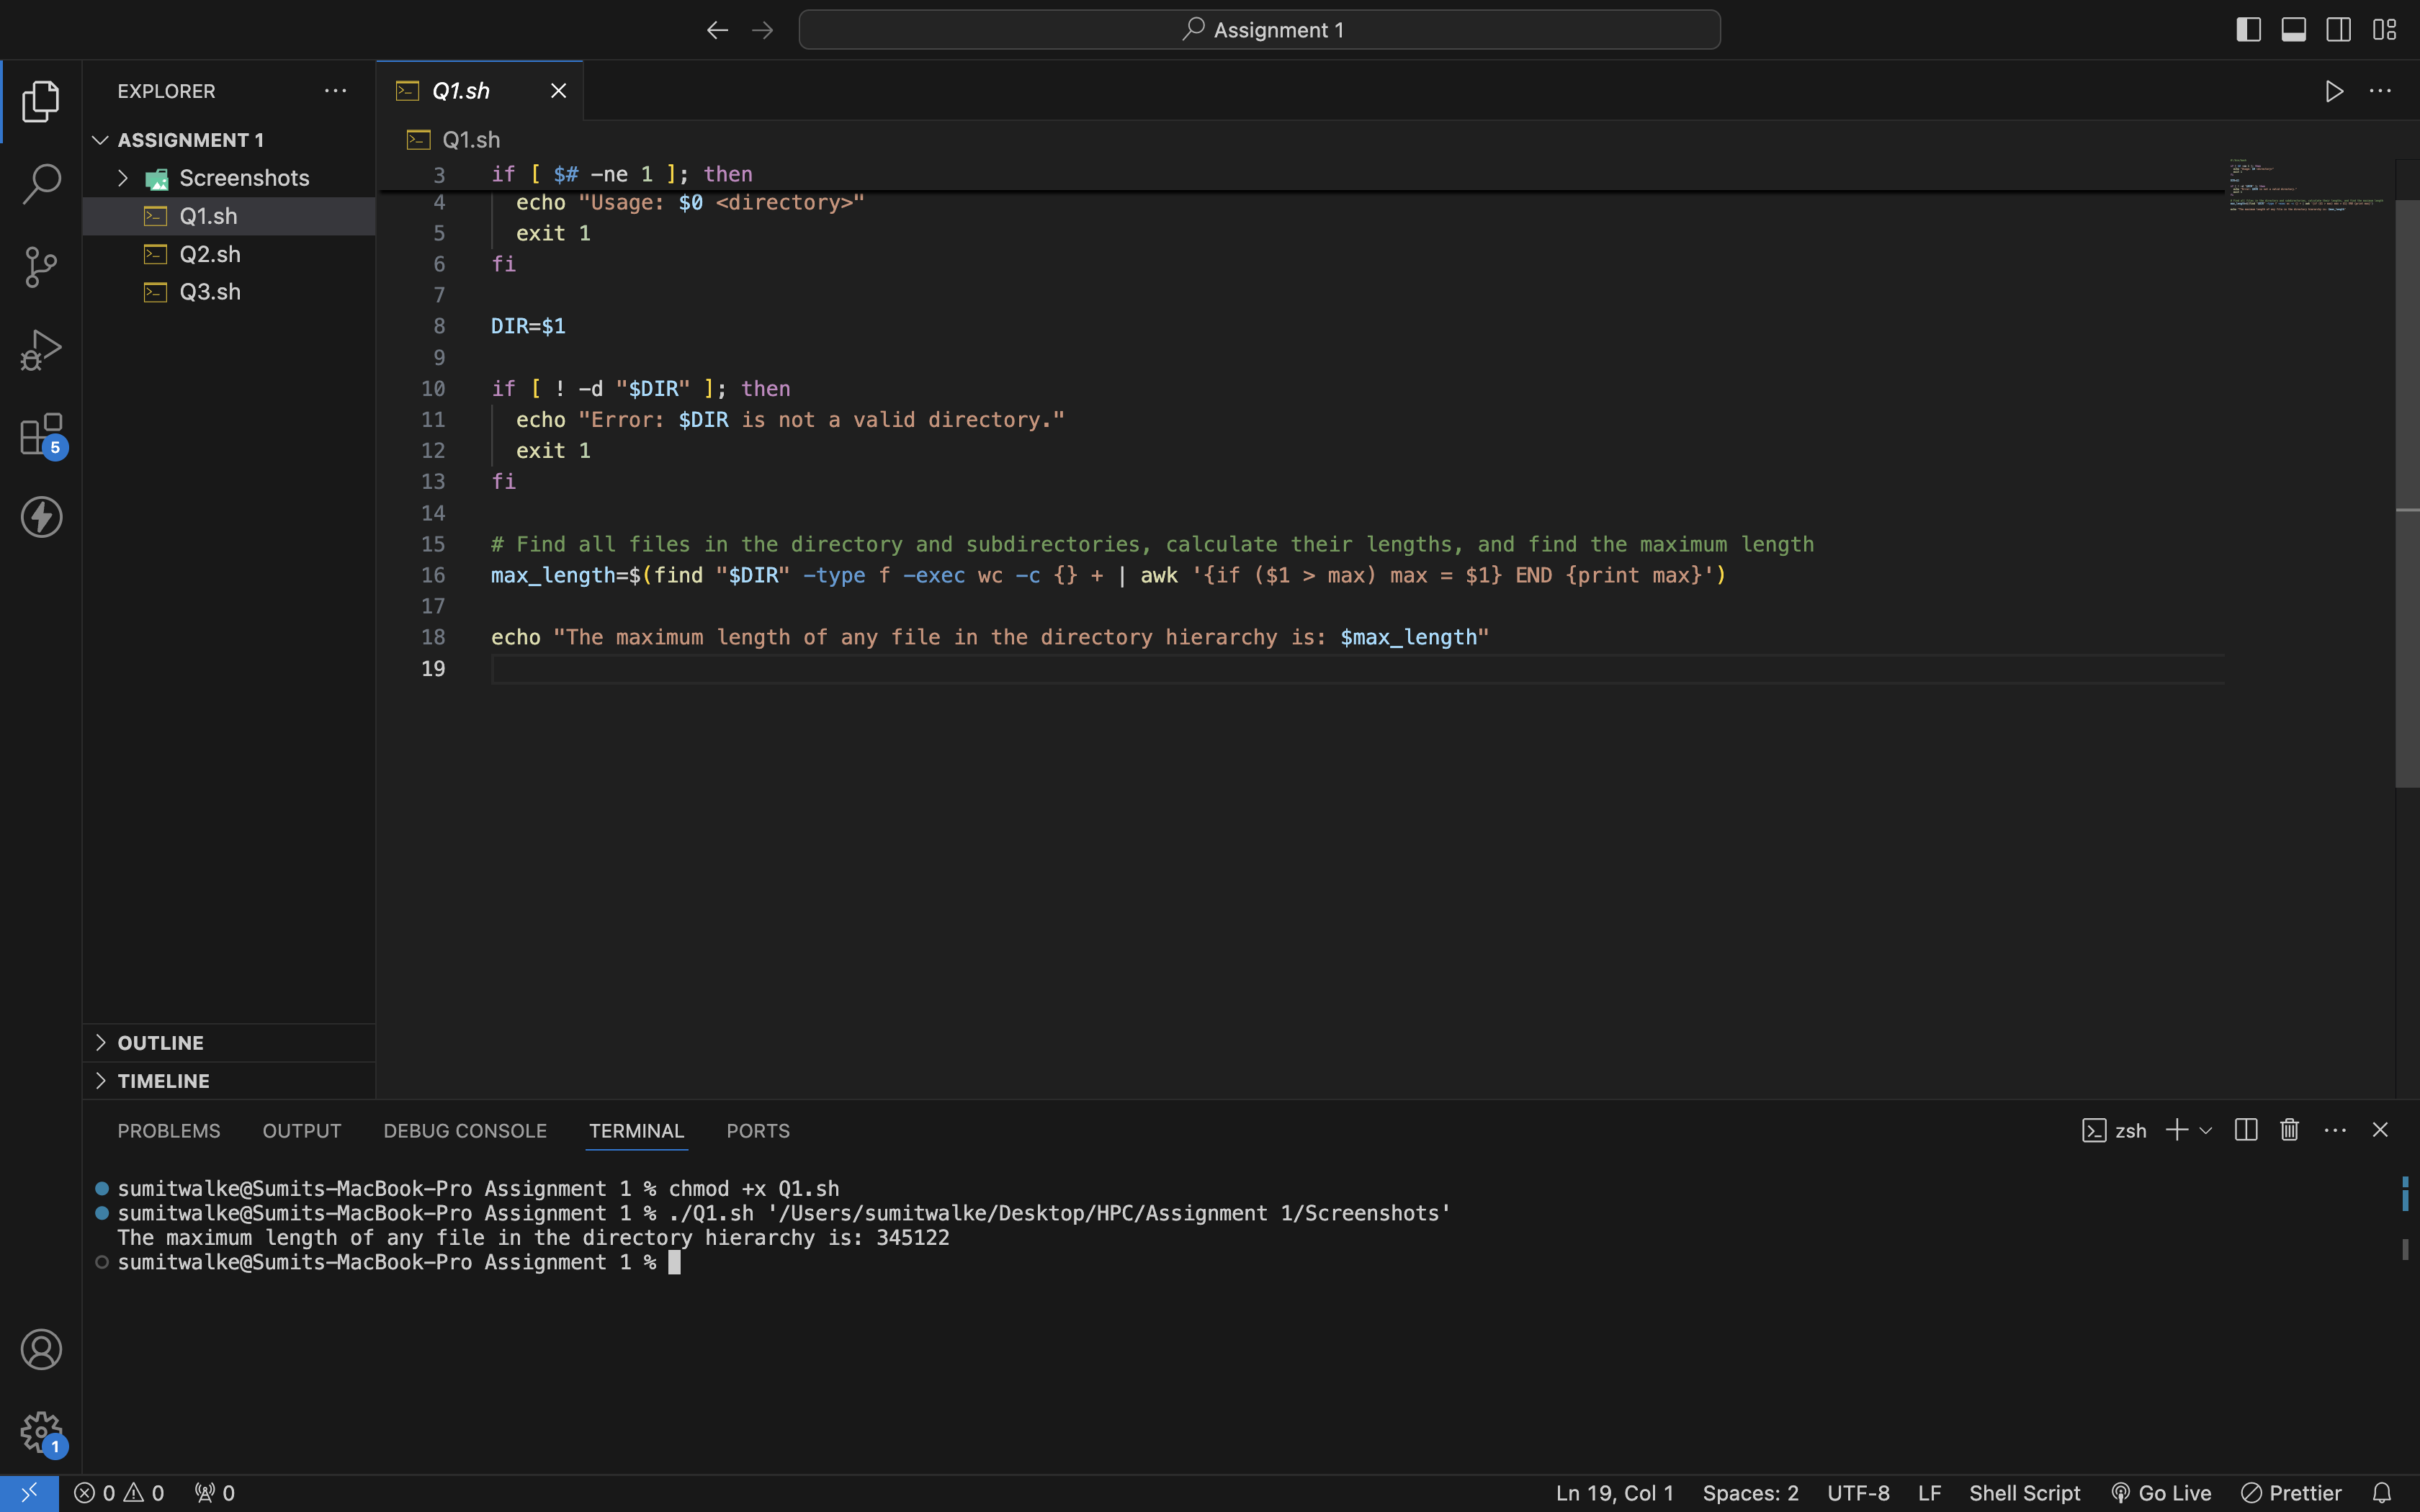 Assignment 1
EXPLORER
ASSIGNMENT 1
Screenshots
Q1.sh
Q2.sh
Q3.sh
OUTLINE
TIMELINE
5
1
Q1.sh
Q1.sh
3 if [ $# -ne 1 ]; then
4 echo "Usage: $0 <directory>"
5 exit 1
6 fi
7
8 DIR=$1
9
10 if [ ! -d "$DIR" ]; then
11 echo "Error: $DIR is not a valid directory."
12 exit 1
13 fi
14
15 # Find all files in the directory and subdirectories, calculate their lengths, and find the maximum length
16 max_length=$(find "$DIR" -type f -exec wc -c {} + | awk '{if ($1 > max) max = $1} END {print max}')
17
18 echo "The maximum length of any file in the directory hierarchy is: $max_length"
19
PROBLEMS OUTPUT DEBUG CONSOLE TERMINAL PORTS
zsh
sumitwalke@Sumits-MacBook-Pro Assignment 1 % chmod +x Q1.sh
sumitwalke@Sumits-MacBook-Pro Assignment 1 % ./Q1.sh '/Users/sumitwalke/Desktop/HPC/Assignment 1/Screenshots'
The maximum length of any file in the directory hierarchy is: 345122
sumitwalke@Sumits-MacBook-Pro Assignment 1 %
0 0 0 Ln 19, Col 1 Spaces: 2 UTF-8 LF Shell Script Go Live Prettier